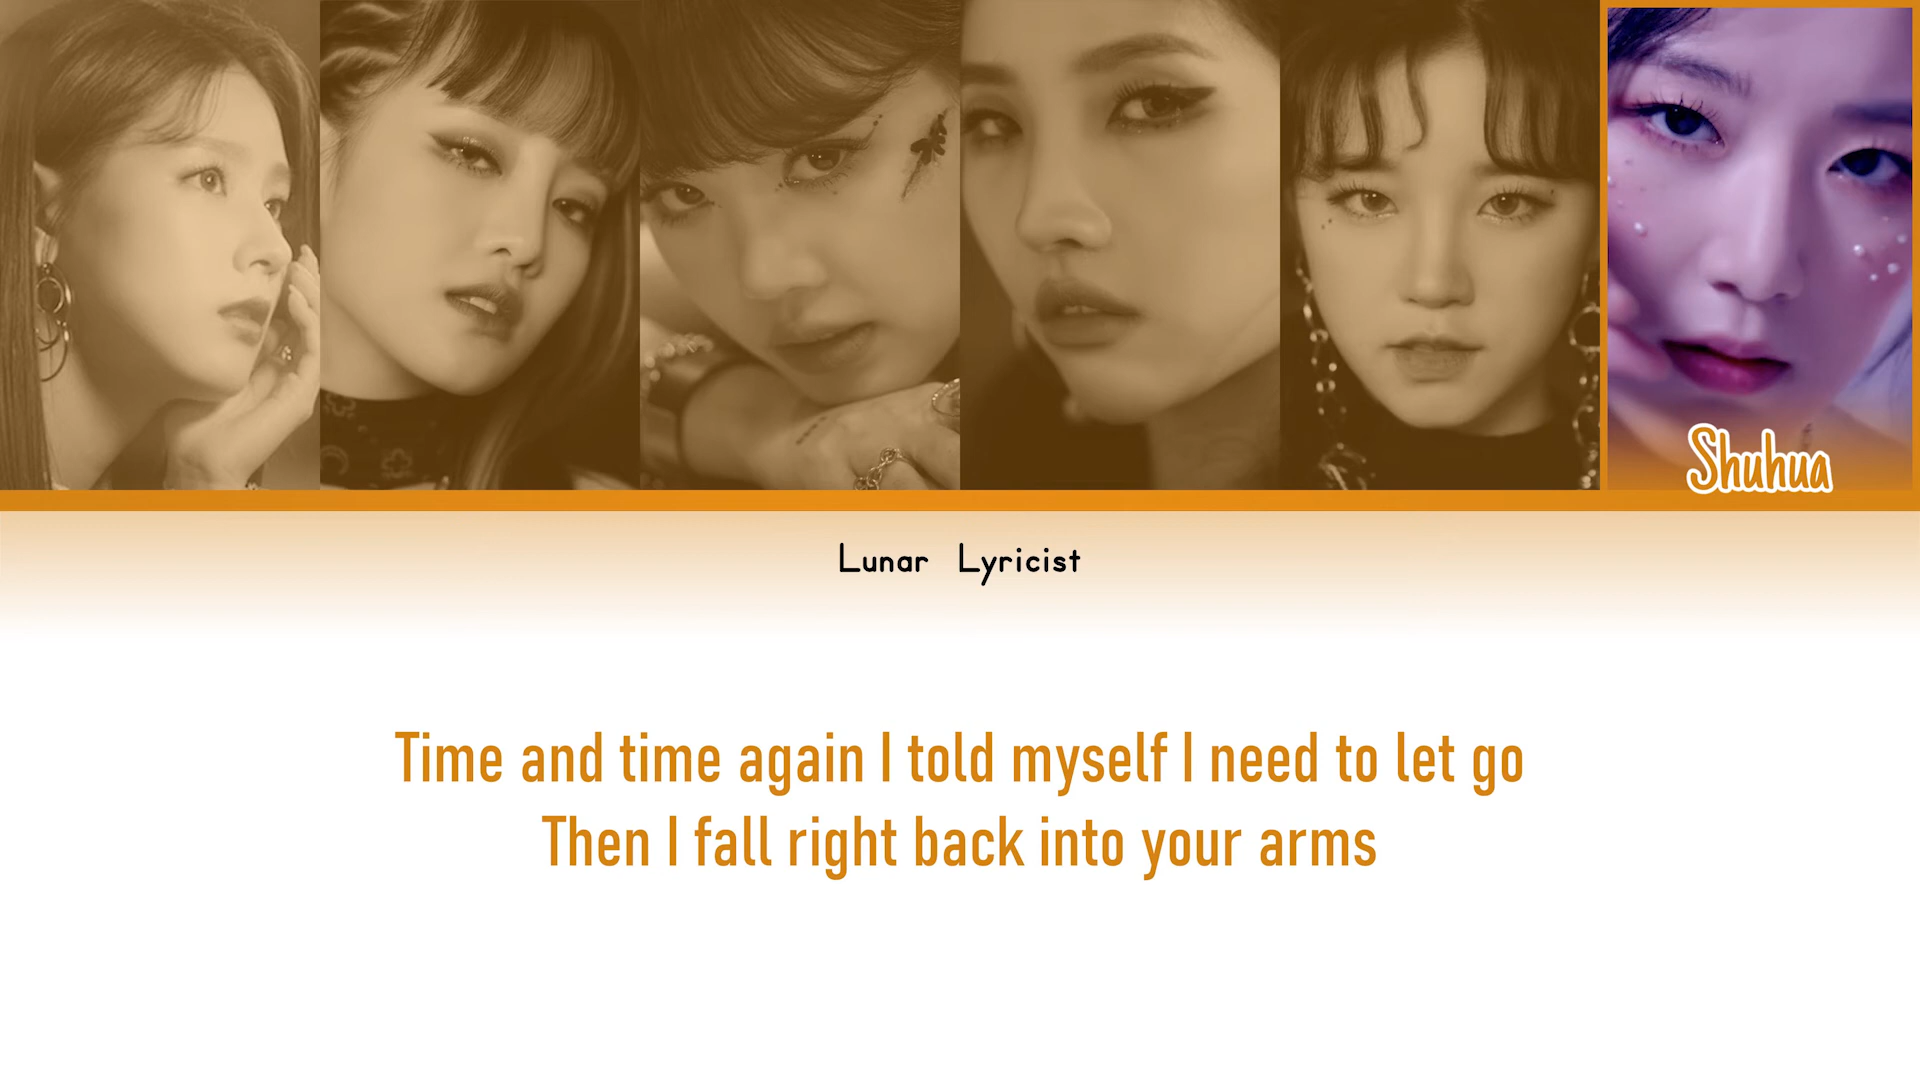 Shuhua
Lunar Lyricist
Time and time again I told myself I need to let go
Then I fall right back into your arms